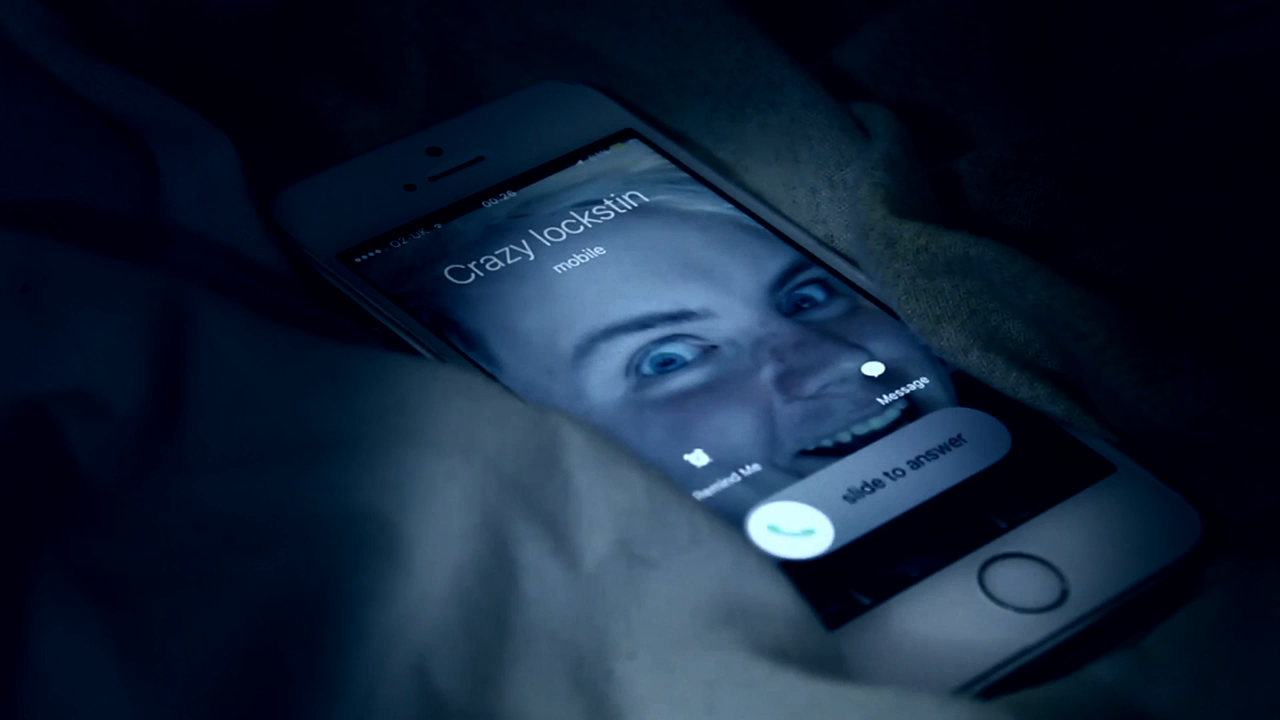 O2-UK
00:26
Crazy lockstin
mobile
Message
Remind Me
slide to answer